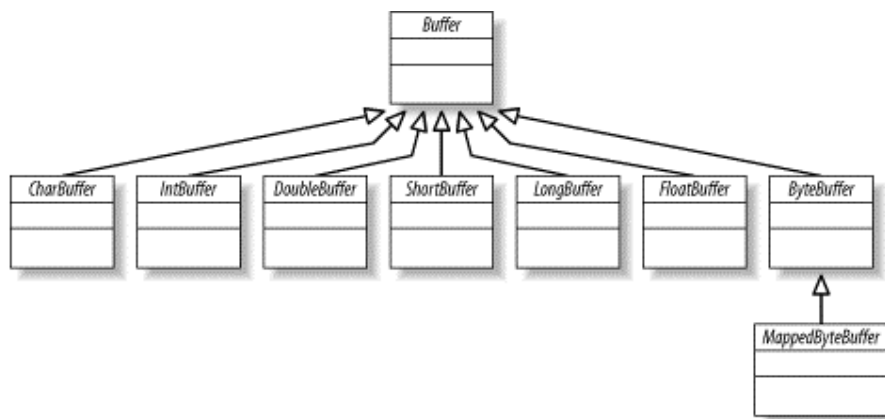 Buffer
CharBuffer
IntBuffer
DoubleBuffer
ShortBuffer
LongBuffer
FloatBuffer
ByteBuffer
MappedByteBuffer